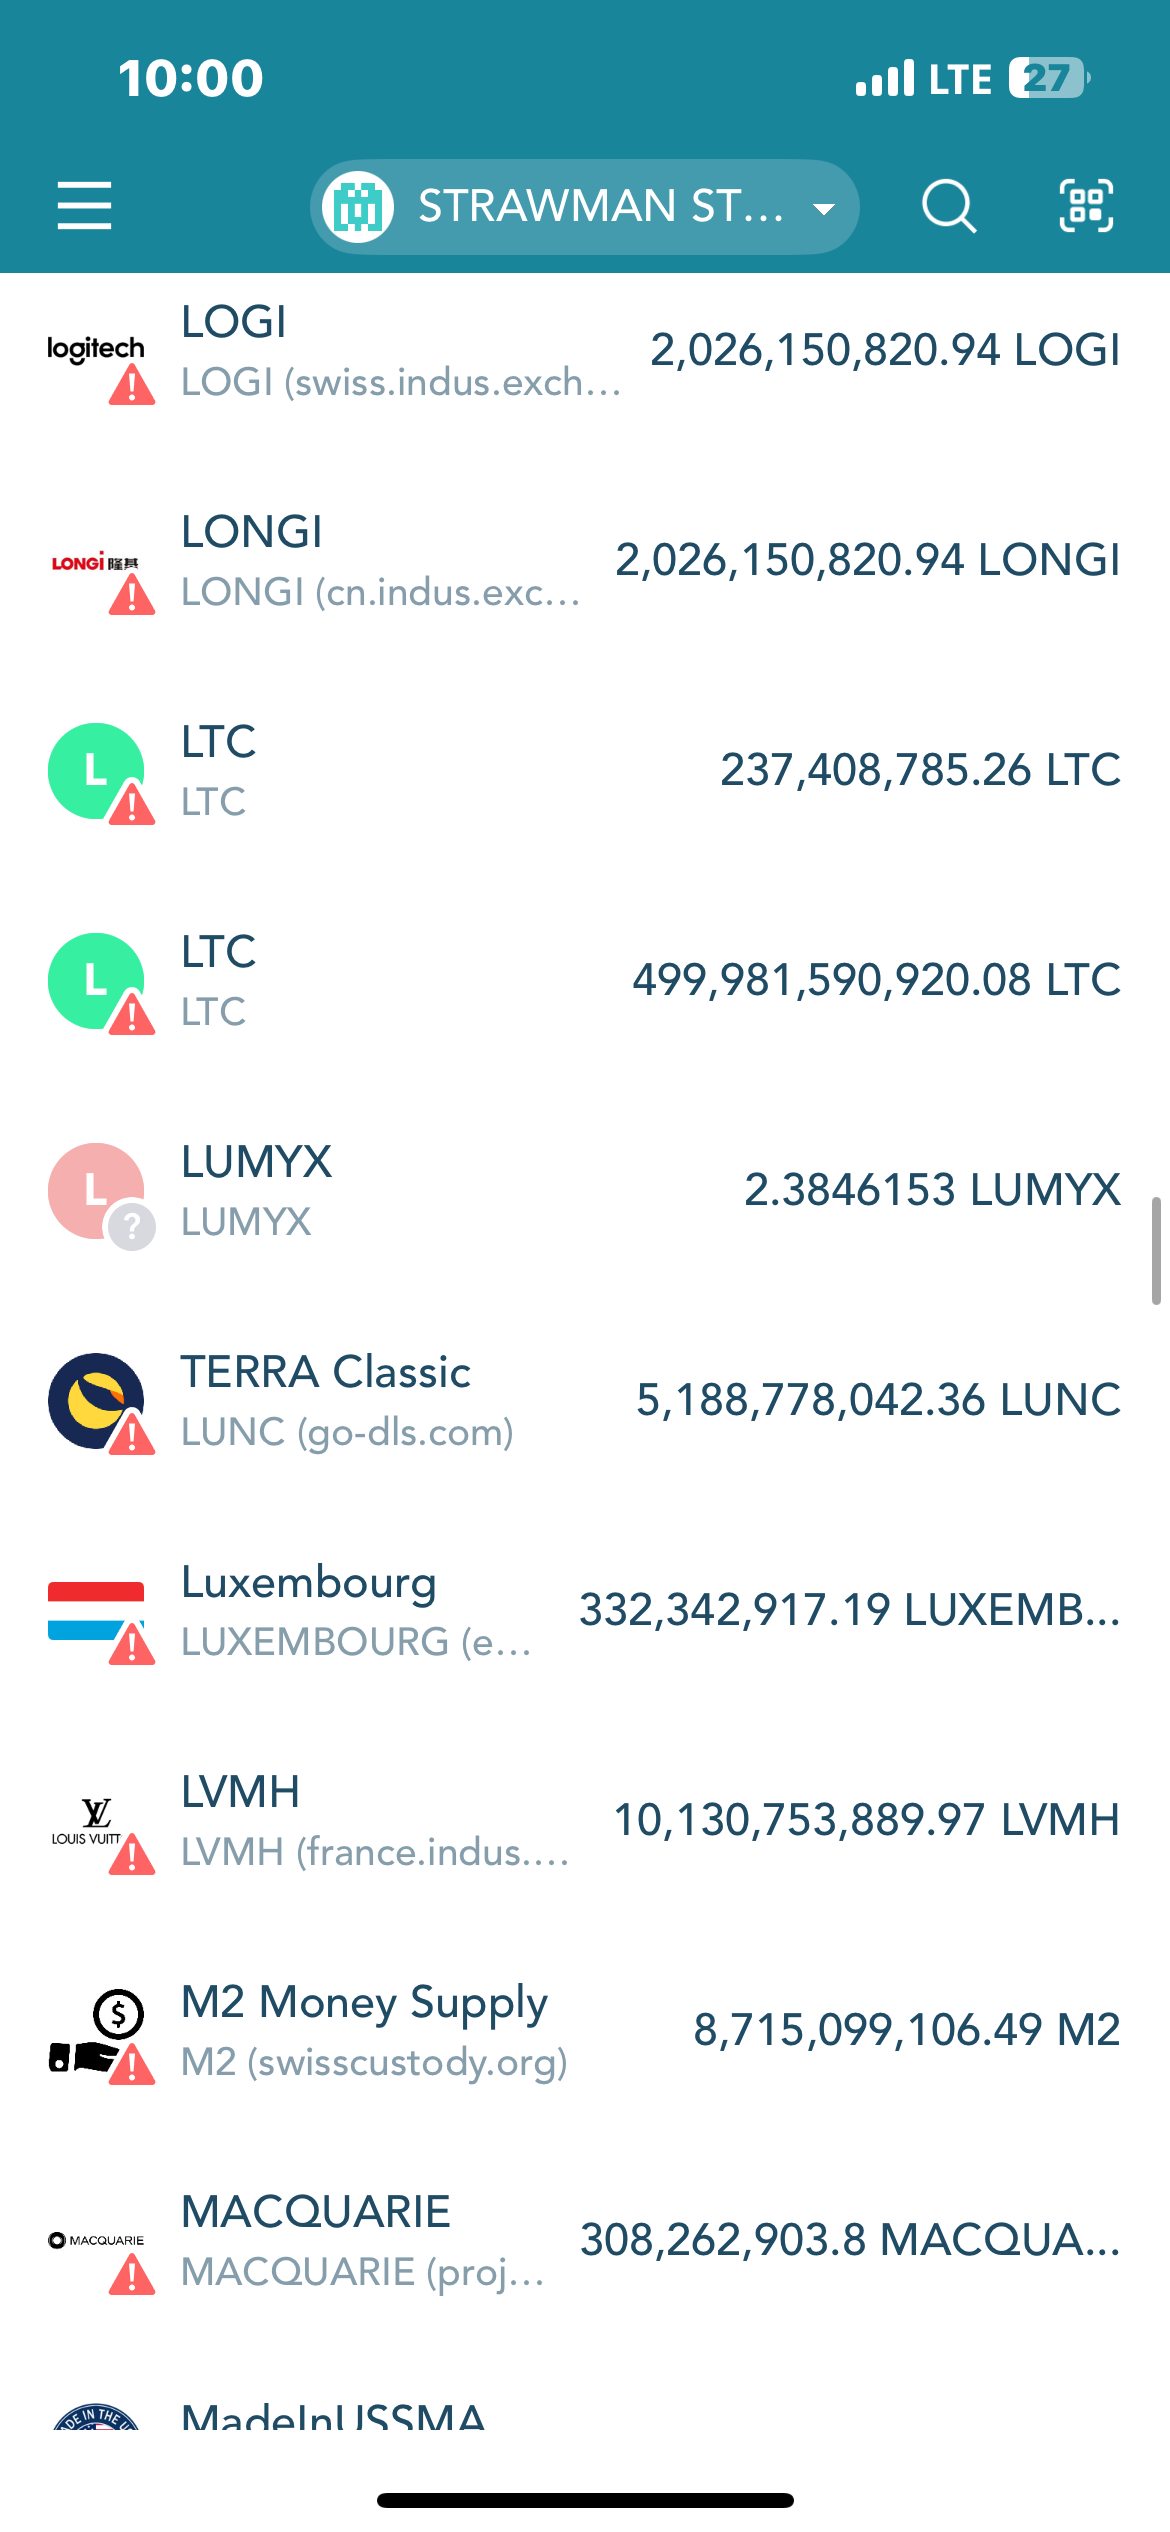 10:00
LTE 27
STRAWMAN ST...
logitech
LOGI
LOGI (swiss.indus.exch...
2,026,150,820.94 LOGI
LONGi 隆基
LONGI
LONGI (cn.indus.exc...
2,026,150,820.94 LONGI
L
LTC
LTC
237,408,785.26 LTC
L
LTC
LTC
499,981,590,920.08 LTC
L
?
LUMYX
LUMYX
2.3846153 LUMYX
TERRA Classic
LUNC (go-dls.com)
5,188,778,042.36 LUNC
Luxembourg
LUXEMBOURG (e...
332,342,917.19 LUXEMB...
LV
LOUIS VUITT
LVMH
LVMH (france.indus....
10,130,753,889.97 LVMH
$
M2 Money Supply
M2 (swisscustody.org)
8,715,099,106.49 M2
MACQUARIE
MACQUARIE
MACQUARIE (proj...
308,262,903.8 MACQUA...
MadeInUSSMA